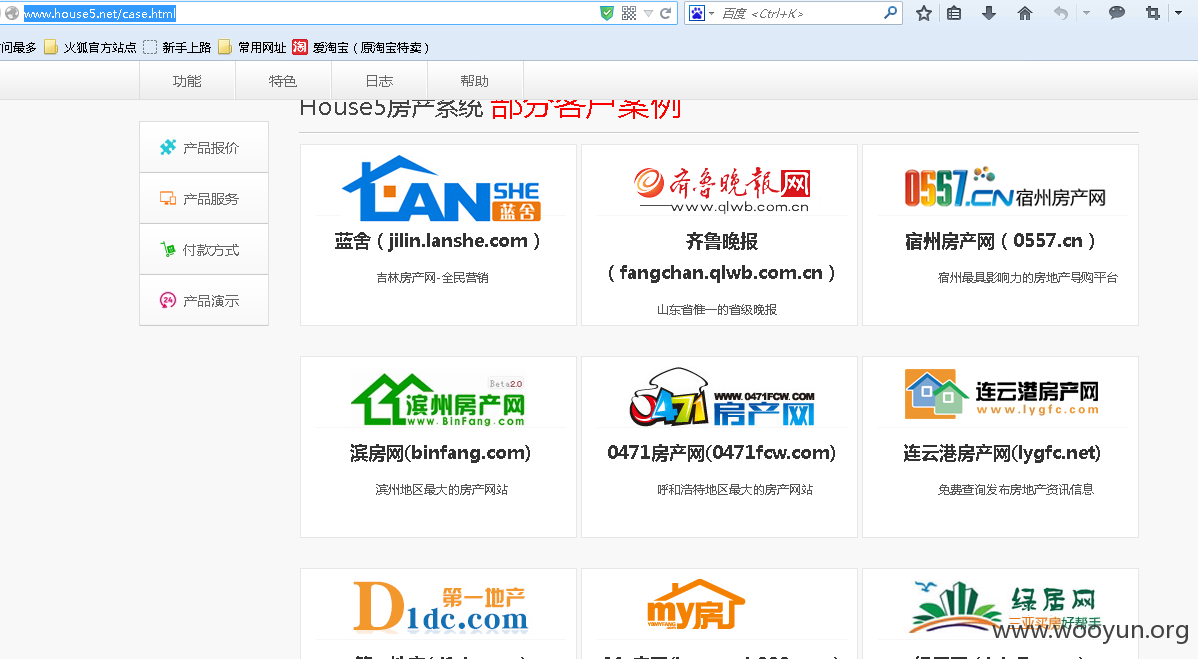 www.house5.net/case.html
百度 <Ctrl+K>
问最多 火狐官方站点 新手上路 常用网址 淘 爱淘宝（原淘宝特卖）
功能 特色 日志 帮助
House5房产系统 部分客户案例
产品报价
产品服务
付款方式
24 产品演示
LAN SHE 蓝舍
蓝舍（jilin.lanshe.com）
吉林房产网-全民营销
齐鲁晚报网
www.qlwb.com.cn
齐鲁晚报
（fangchan.qlwb.com.cn）
山东省惟一的省级晚报
0557.CN宿州房产网
宿州房产网（0557.cn）
宿州最具影响力的房地产导购平台
Beta2.0
滨州房产网
www.BinFang.com
滨房网(binfang.com)
滨州地区最大的房产网站
0471 WWW.0471FCW.COM
房产网
0471房产网(0471fcw.com)
呼和浩特地区最大的房产网站
连云港房产网
www.lygfc.com
连云港房产网(lygfc.net)
免费查询发布房地产资讯信息
第一地产
D1dc.com
my房
绿居网
三亚买房好帮手
www.wooyun.org